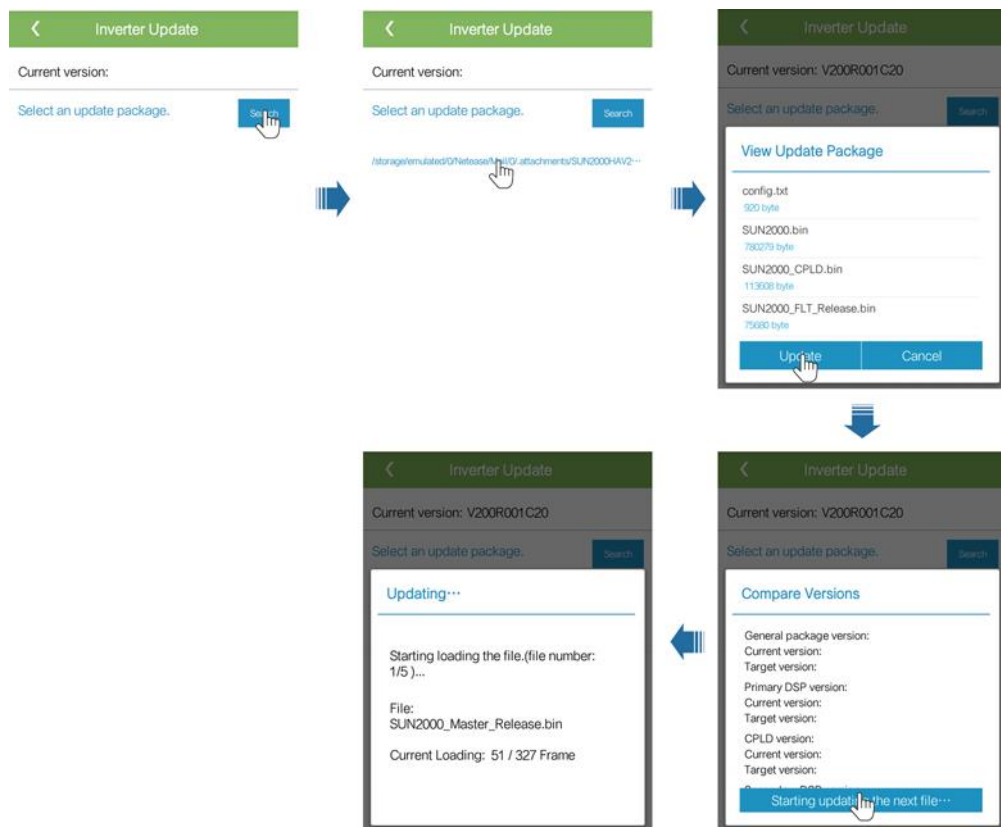 Inverter Update
Current version:
Select an update package.
Search
Inverter Update
Current version:
Select an update package.
Search
/storage/emulated/0/Netease/Mail/0/.attachments/SUN2000HAV2···
Inverter Update
Current version: V200R001C20
Select an update package.
Search
View Update Package
config.txt
920 byte
SUN2000.bin
780279 byte
SUN2000_CPLD.bin
113608 byte
SUN2000_FLT_Release.bin
75680 byte
Update
Cancel
Inverter Update
Current version: V200R001C20
Select an update package.
Search
Updating···
Starting loading the file.(file number:
1/5 )...
File:
SUN2000_Master_Release.bin
Current Loading: 51 / 327 Frame
Inverter Update
Current version: V200R001C20
Select an update package.
Search
Compare Versions
General package version:
Current version:
Target version:
Primary DSP version:
Current version:
Target version:
CPLD version:
Current version:
Target version:
Starting updating the next file···